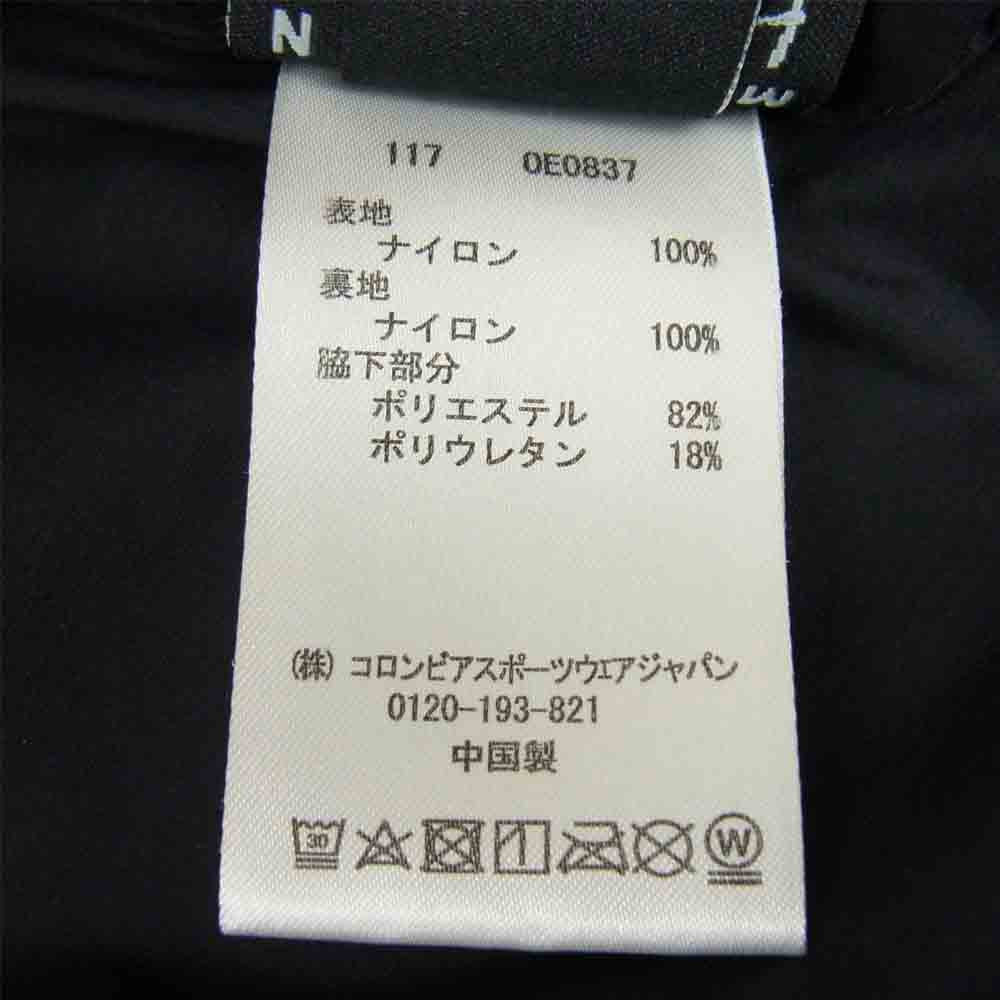 N
117 0E0837
表地
ナイロン 100%
裏地
ナイロン 100%
脇下部分
ポリエステル 82%
ポリウレタン 18%
(株) コロンビアスポーツウェアジャパン
0120-193-821
中国製
30
W